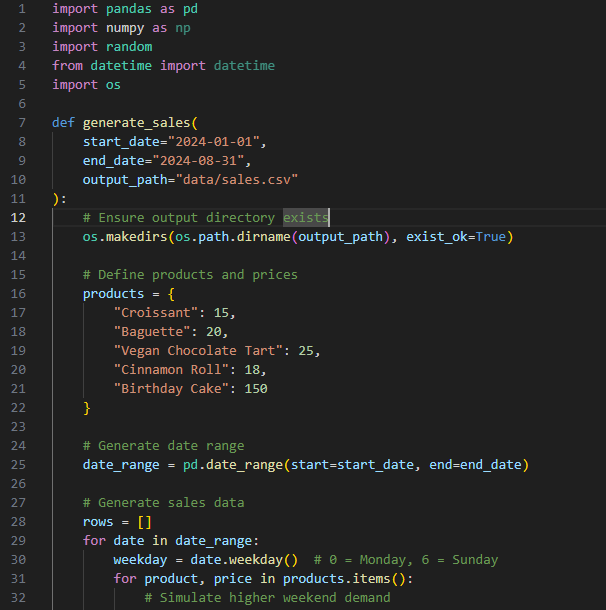 1 import pandas as pd
2 import numpy as np
3 import random
4 from datetime import datetime
5 import os
6
7 def generate_sales(
8     start_date="2024-01-01",
9     end_date="2024-08-31",
10     output_path="data/sales.csv"
11 ):
12     # Ensure output directory exists
13     os.makedirs(os.path.dirname(output_path), exist_ok=True)
14
15     # Define products and prices
16     products = {
17         "Croissant": 15,
18         "Baguette": 20,
19         "Vegan Chocolate Tart": 25,
20         "Cinnamon Roll": 18,
21         "Birthday Cake": 150
22     }
23
24     # Generate date range
25     date_range = pd.date_range(start=start_date, end=end_date)
26
27     # Generate sales data
28     rows = []
29     for date in date_range:
30         weekday = date.weekday()  # 0 = Monday, 6 = Sunday
31         for product, price in products.items():
32             # Simulate higher weekend demand